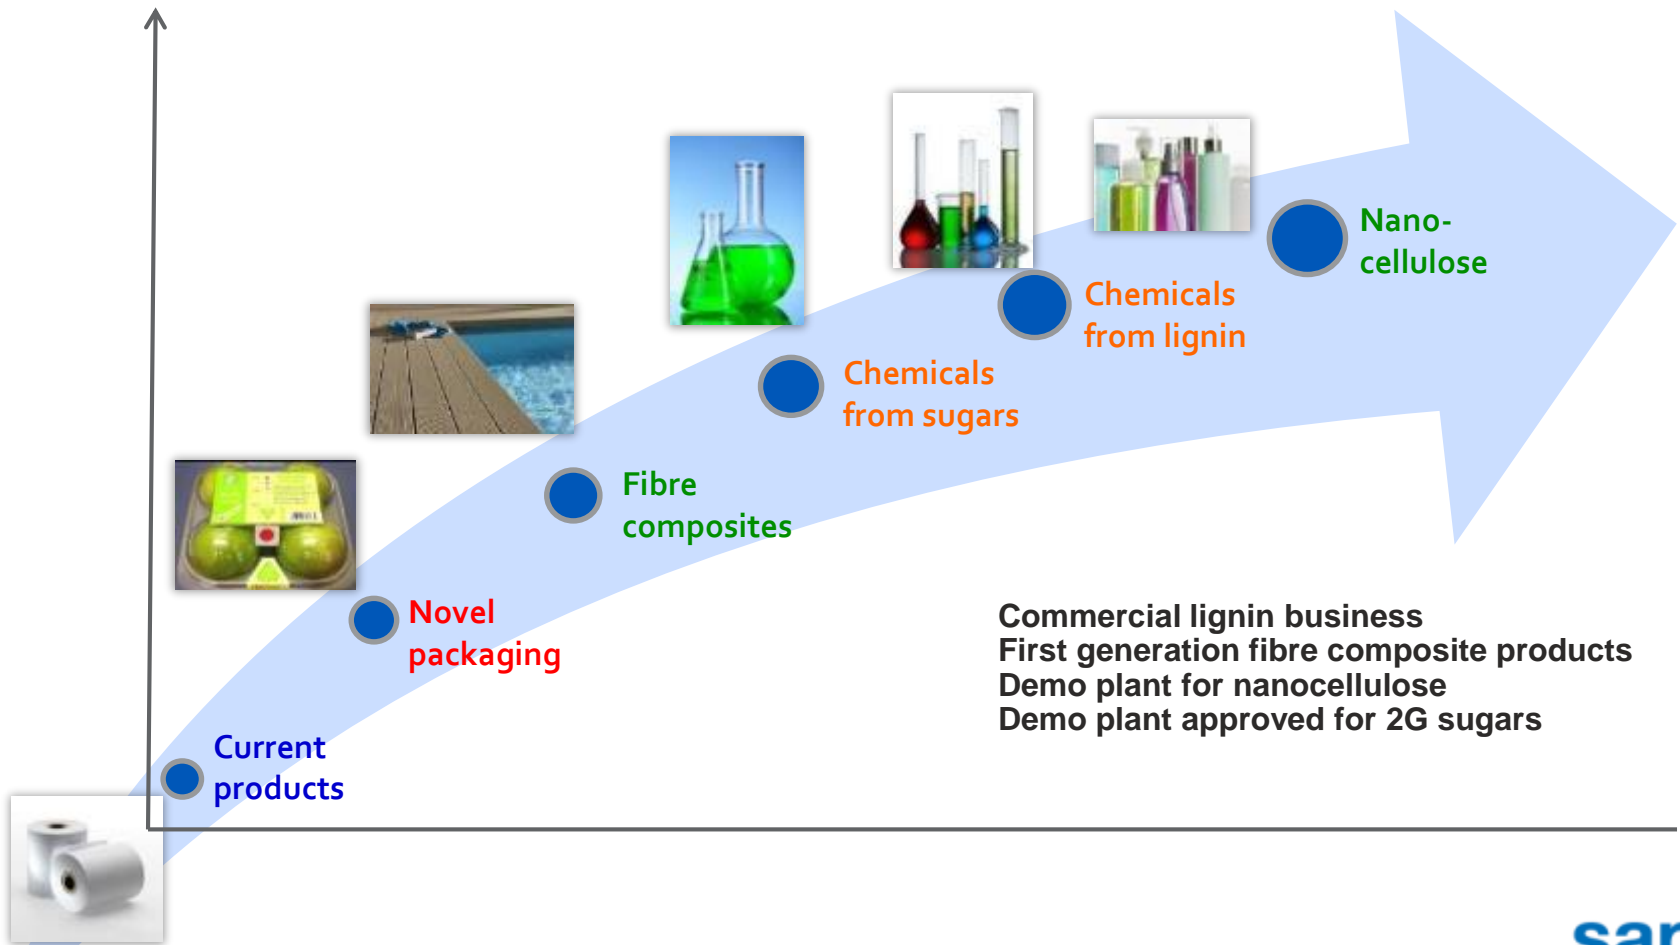 Nano-
cellulose
Chemicals
from lignin
Chemicals
from sugars
Fibre
composites
Novel
packaging
Current
products
Commercial lignin business
First generation fibre composite products
Demo plant for nanocellulose
Demo plant approved for 2G sugars